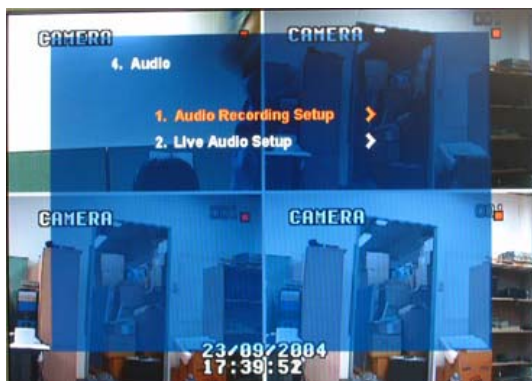 CAMERA
CAMERA
4. Audio
1. Audio Recording Setup
2. Live Audio Setup
CAMERA
CAMERA
23/09/2004
17:39:52